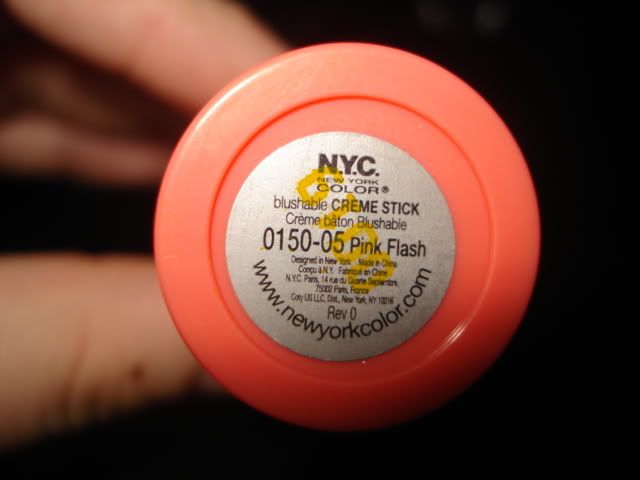 N.Y.C.
NEW YORK
COLOR®
blushable CRÈME STICK
Crème bâton Blushable
0150-05 Pink Flash
Designed in New York Made in China
Conçu à N.Y. Fabriqué en Chine
N.Y.C. Paris, 14 rue du Quatre Septembre,
75002 Paris, France
Coty US LLC, Dist., New York, NY 10016
Rev 0
www.newyorkcolor.com